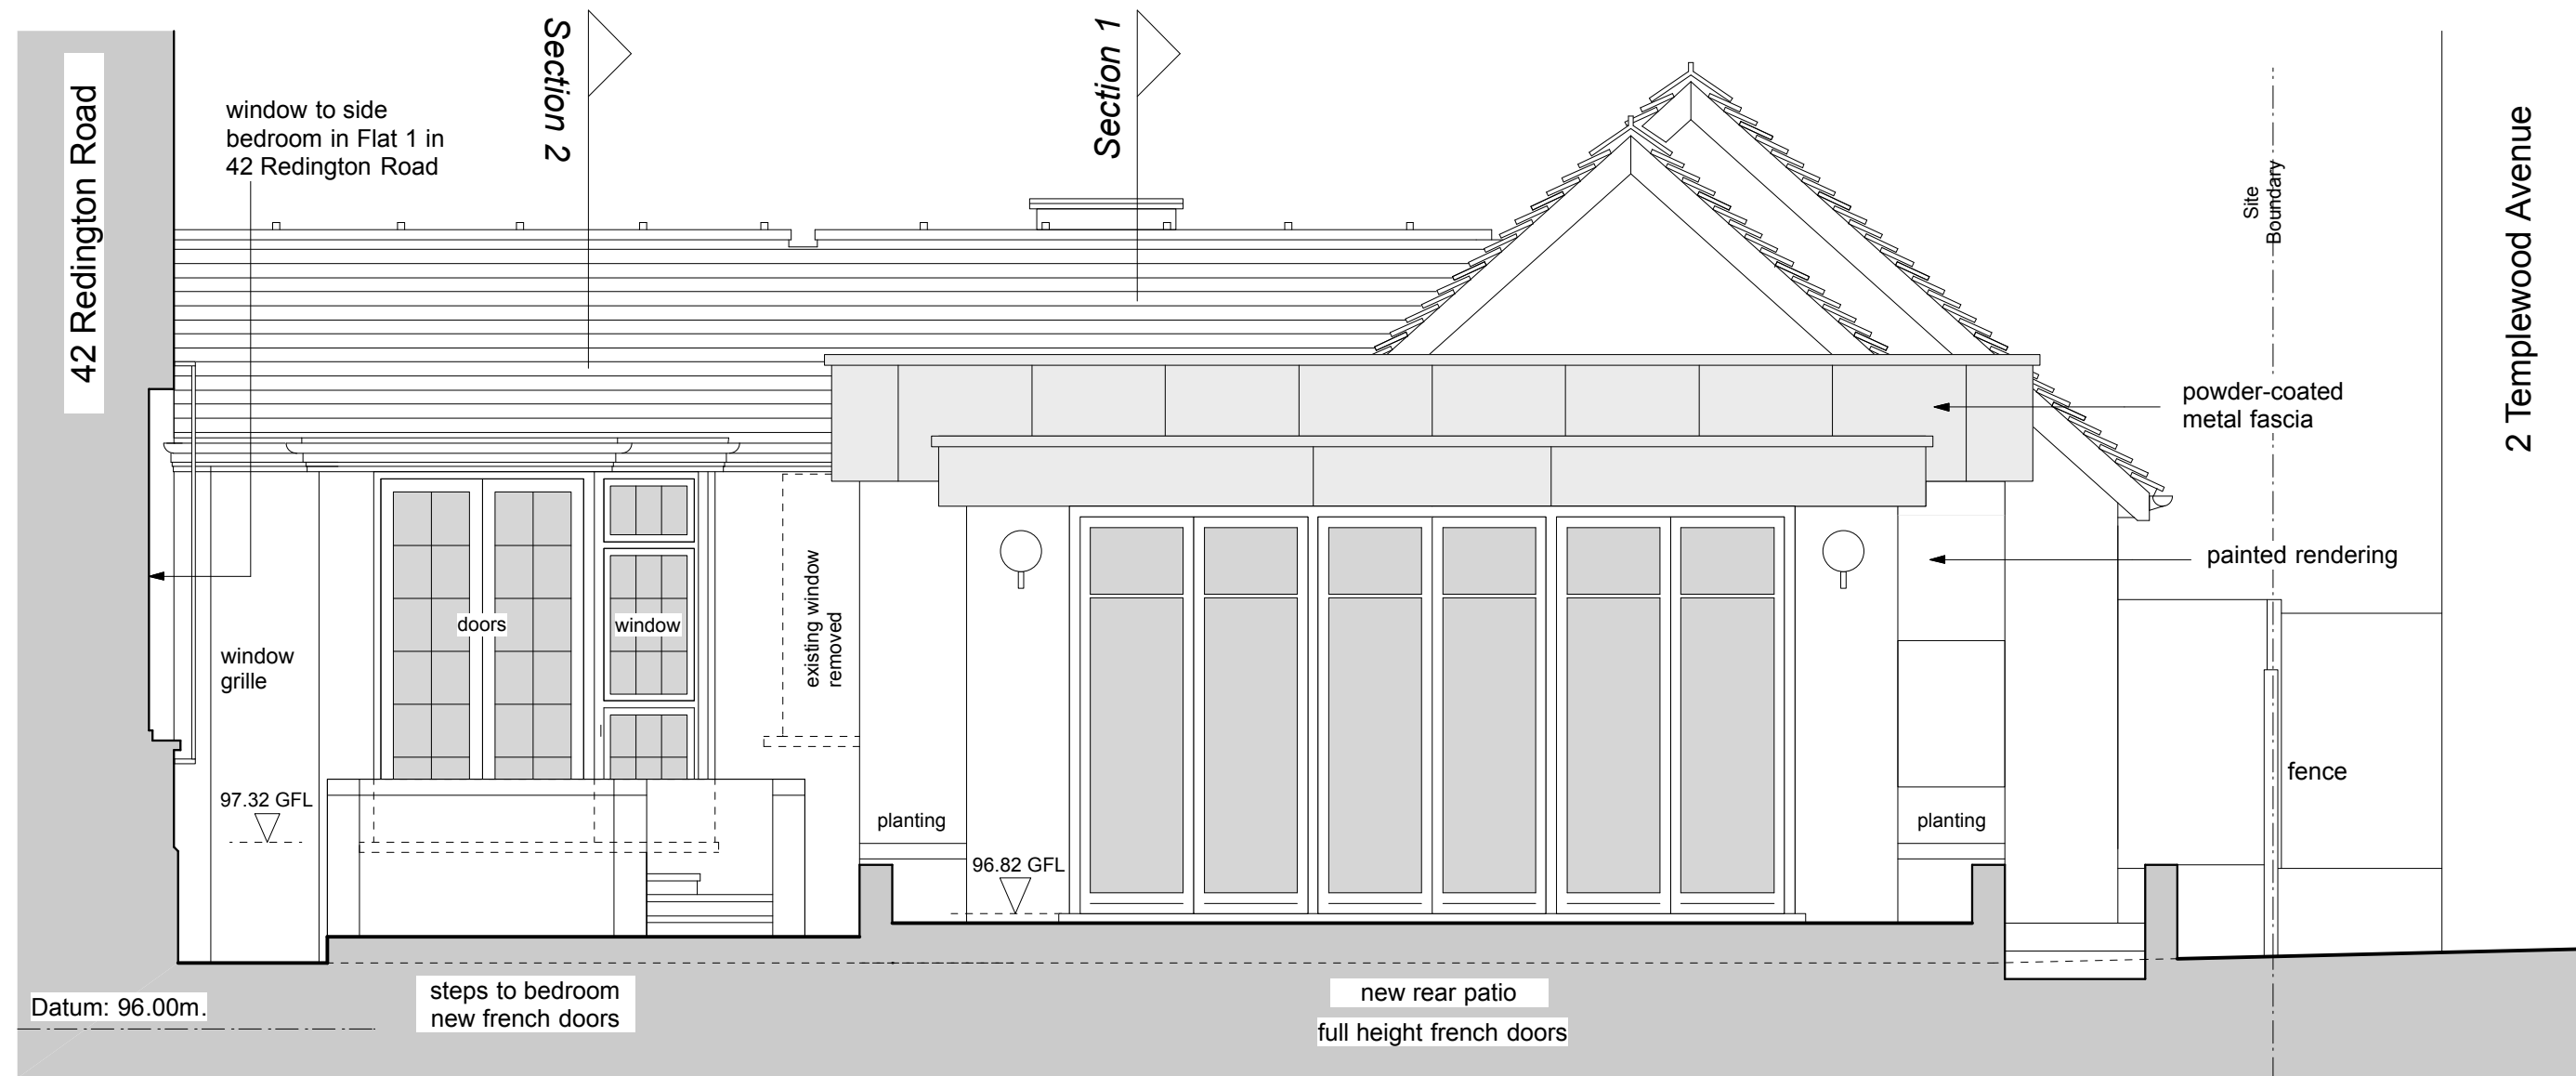 42 Redington Road
window to side
bedroom in Flat 1 in
42 Redington Road
Section 2
Section 1
Site
Boundary
2 Templewood Avenue
powder-coated
metal fascia
painted rendering
existing window
removed
doors
window
window
grille
97.32 GFL
planting
96.82 GFL
planting
fence
Datum: 96.00m.
steps to bedroom
new french doors
new rear patio
full height french doors